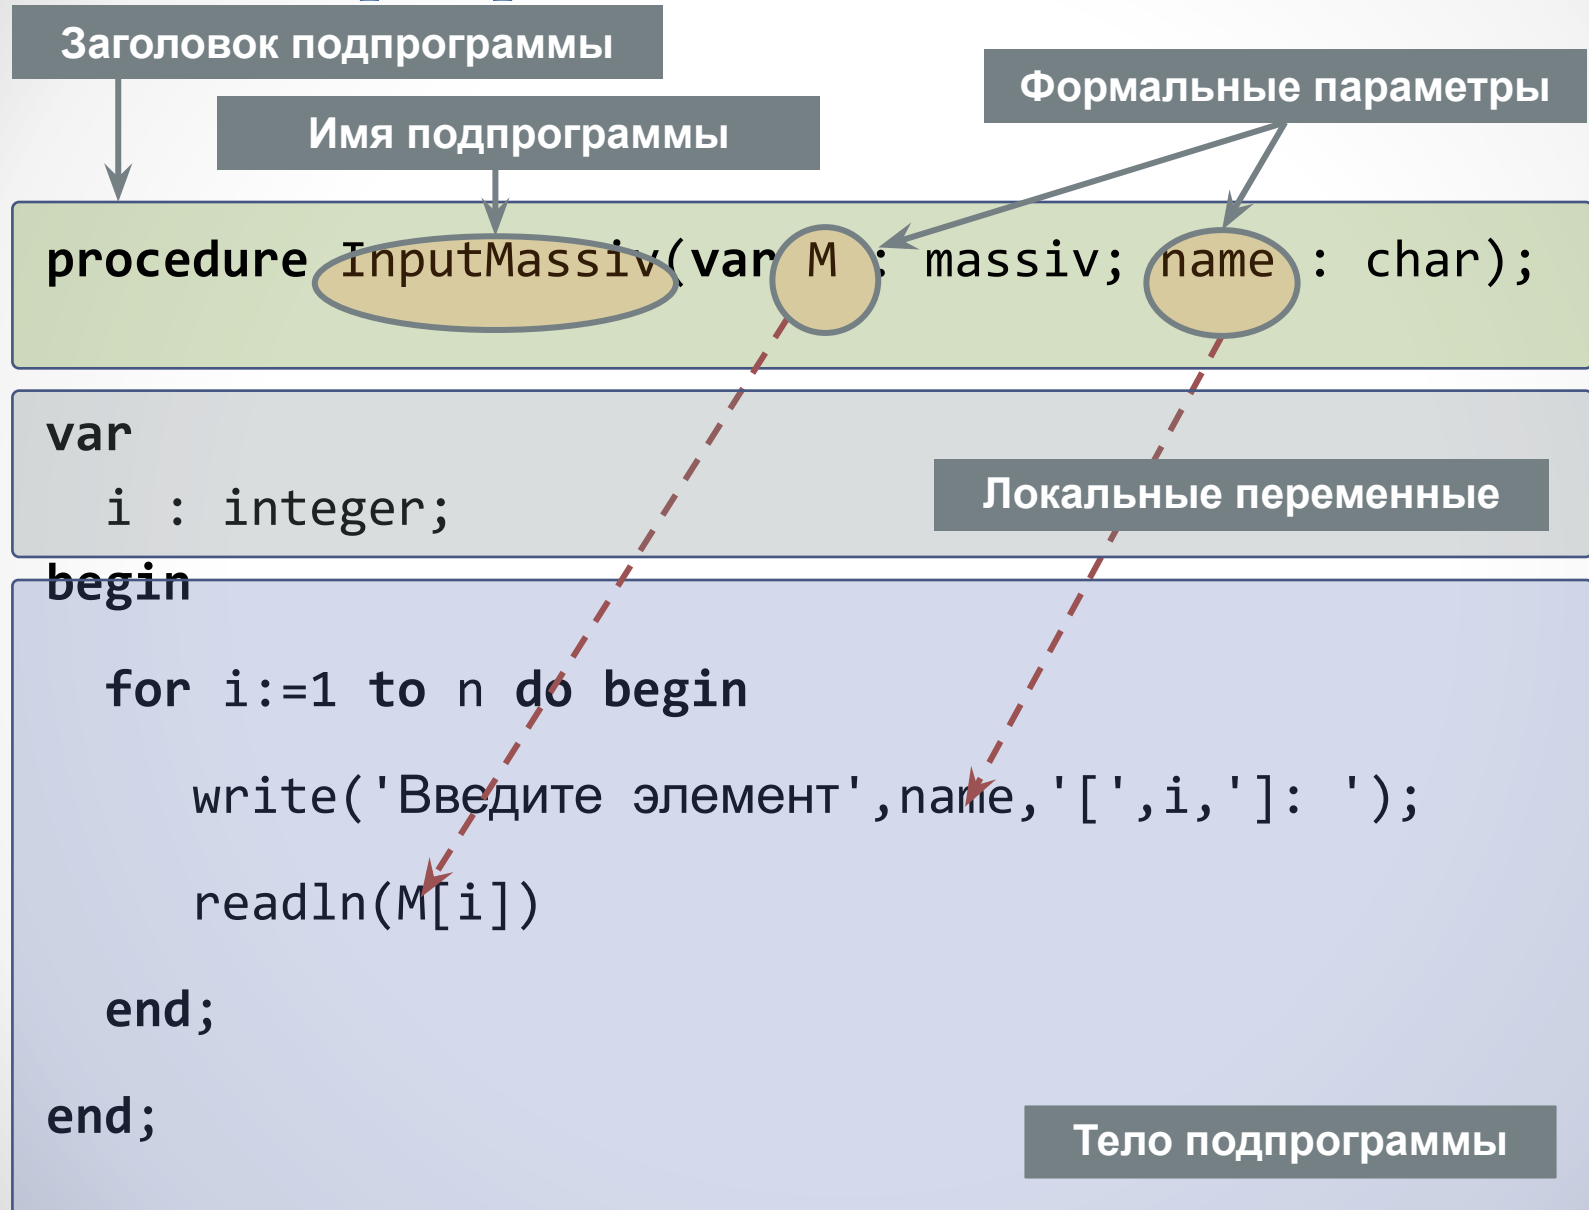 Заголовок подпрограммы
Формальные параметры
Имя подпрограммы
procedure InputMassiv(var M : massiv; name : char);
var
i : integer;
Локальные переменные
begin
for i:=1 to n do begin
write('Введите элемент',name,'[',i,']: ');
readln(M[i])
end;
end;
Тело подпрограммы